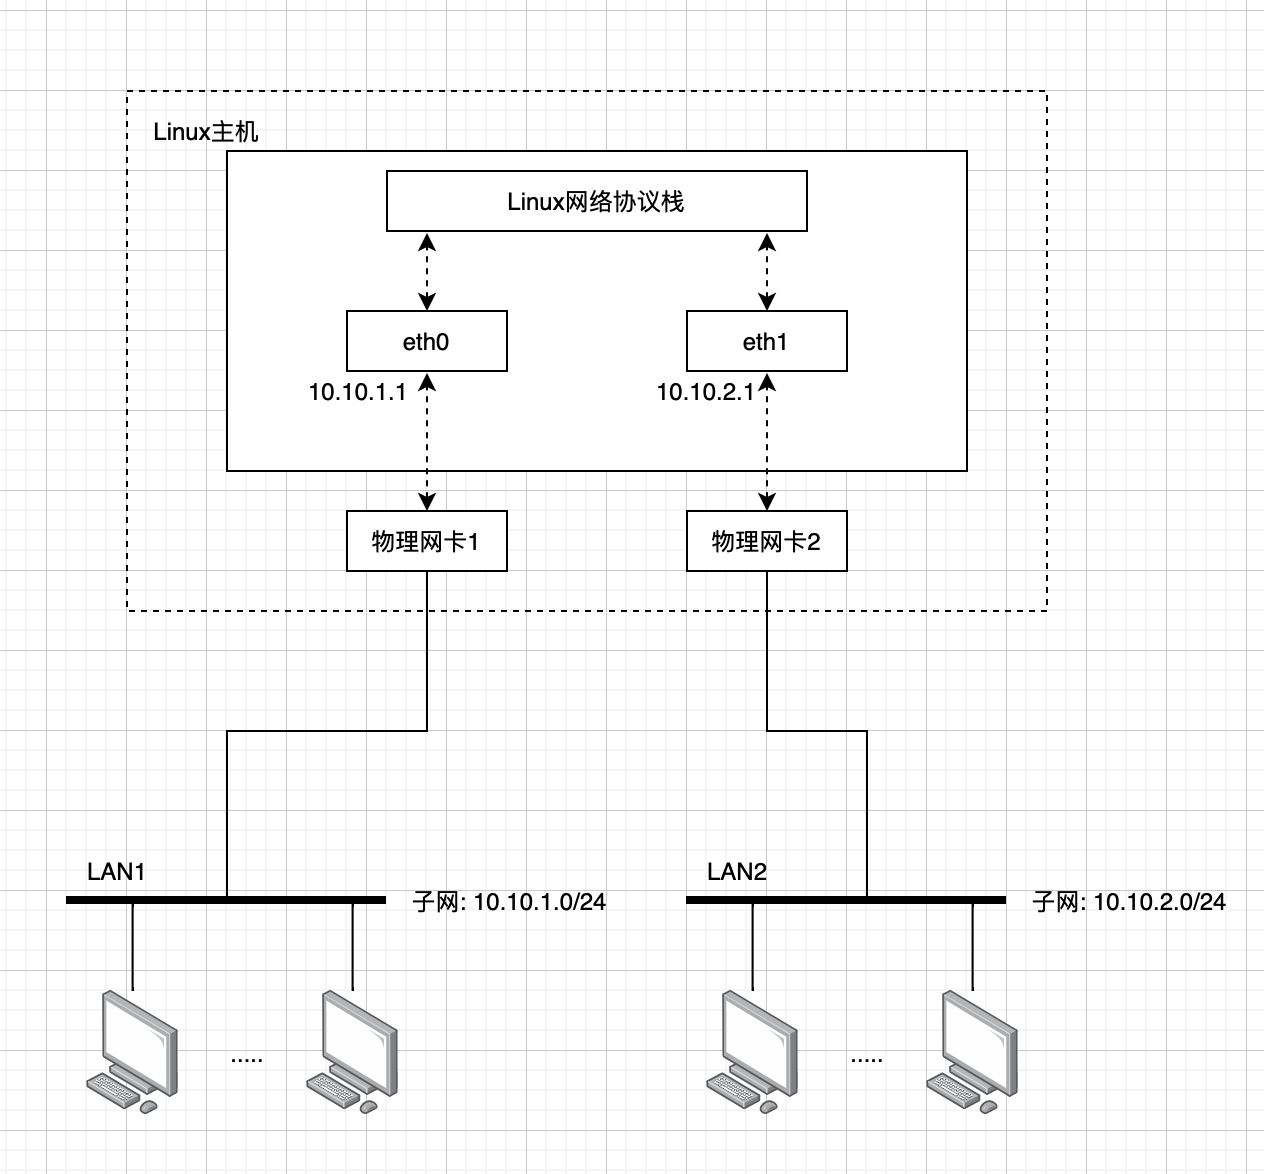 Linux主机
Linux网络协议栈
eth0
eth1
10.10.1.1
10.10.2.1
物理网卡1
物理网卡2
LAN1
LAN2
子网: 10.10.1.0/24
子网: 10.10.2.0/24
.....
.....